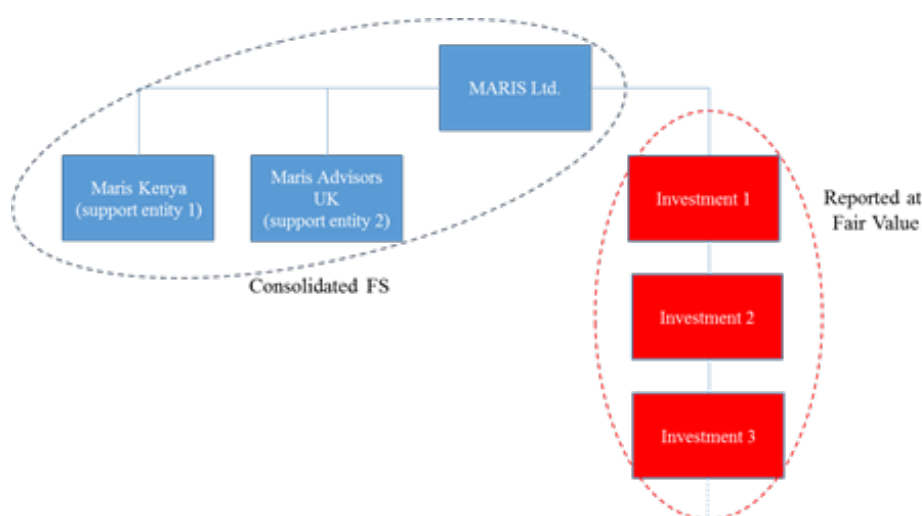 MARIS Ltd.
Maris Kenya
(support entity 1)
Maris Advisors
UK
(support entity 2)
Consolidated FS
Investment 1
Reported at
Fair Value
Investment 2
Investment 3